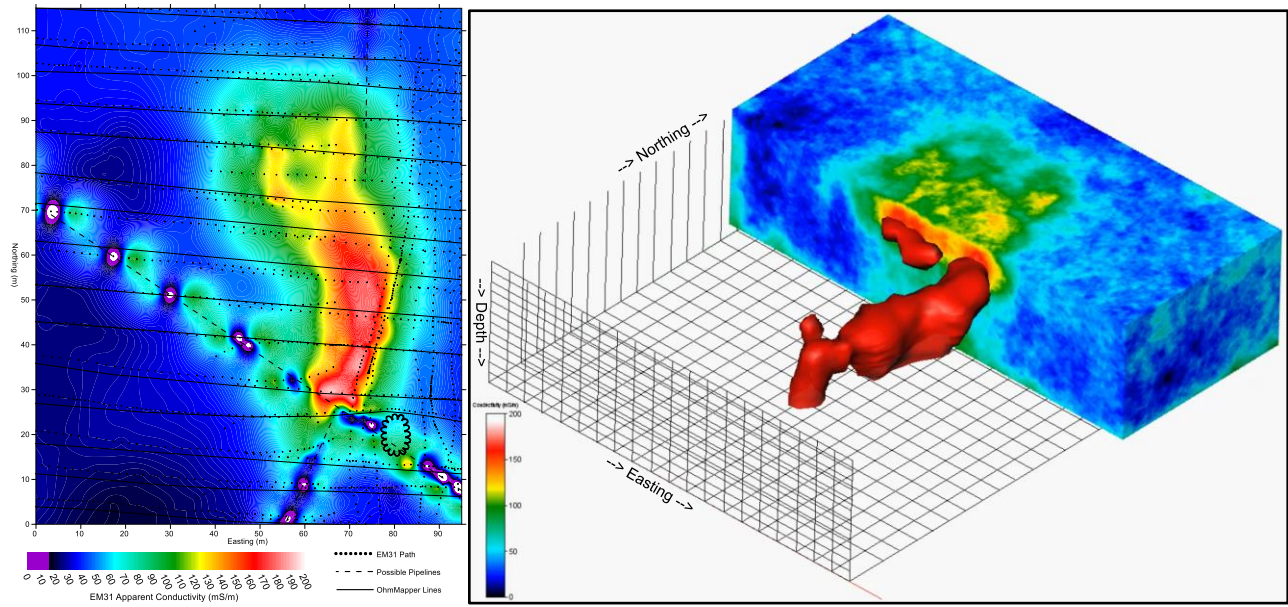 110
100
90
80
70
60
50
40
30
20
10
0
Northing (m)
0 10 20 30 40 50 60 70 80 90
Easting (m)
0 10 20 30 40 50 60 70 80 90 100 110 120 130 140 150 160 170 180 190 200
EM31 Apparent Conductivity (mS/m)
EM31 Path
Possible Pipelines
OhmMapper Lines
--> Northing -->
--> Depth -->
--> Easting -->
200
150
100
50
0